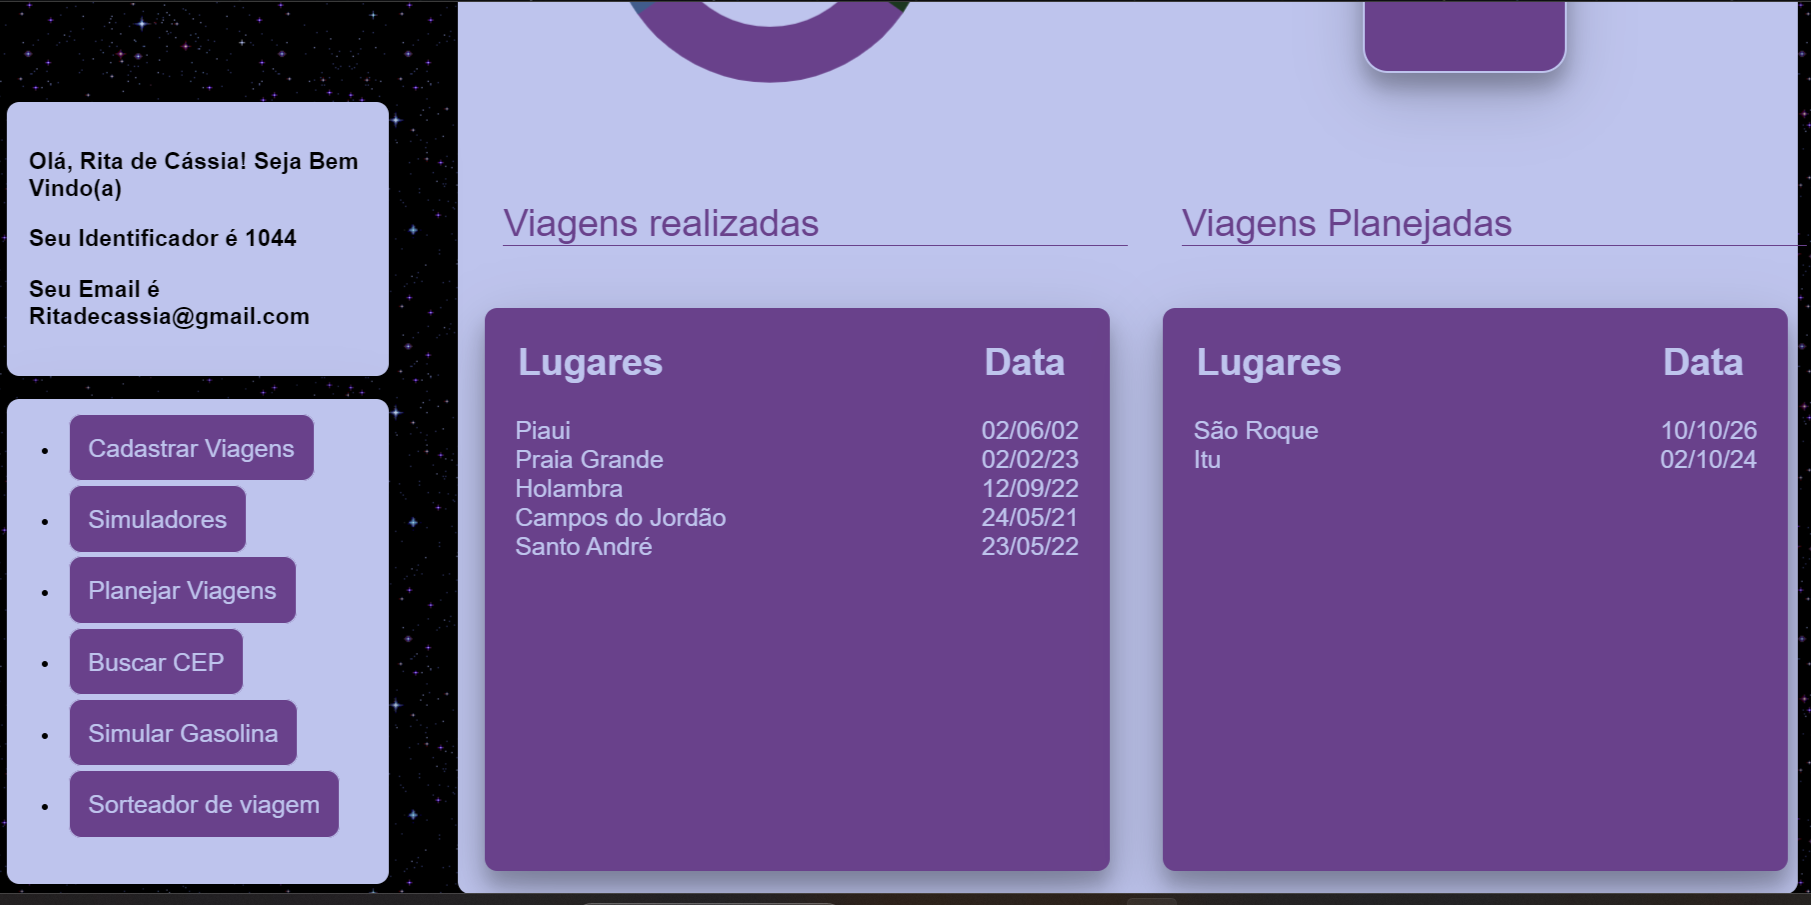 Olá, Rita de Cássia! Seja Bem
Vindo(a)
Seu Identificador é 1044
Seu Email é
Ritadecassia@gmail.com
Cadastrar Viagens
Simuladores
Planejar Viagens
Buscar CEP
Simular Gasolina
Sorteador de viagem
Viagens realizadas
Lugares Data
Piaui 02/06/02
Praia Grande 02/02/23
Holambra 12/09/22
Campos do Jordão 24/05/21
Santo André 23/05/22
Viagens Planejadas
Lugares Data
São Roque 10/10/26
Itu 02/10/24